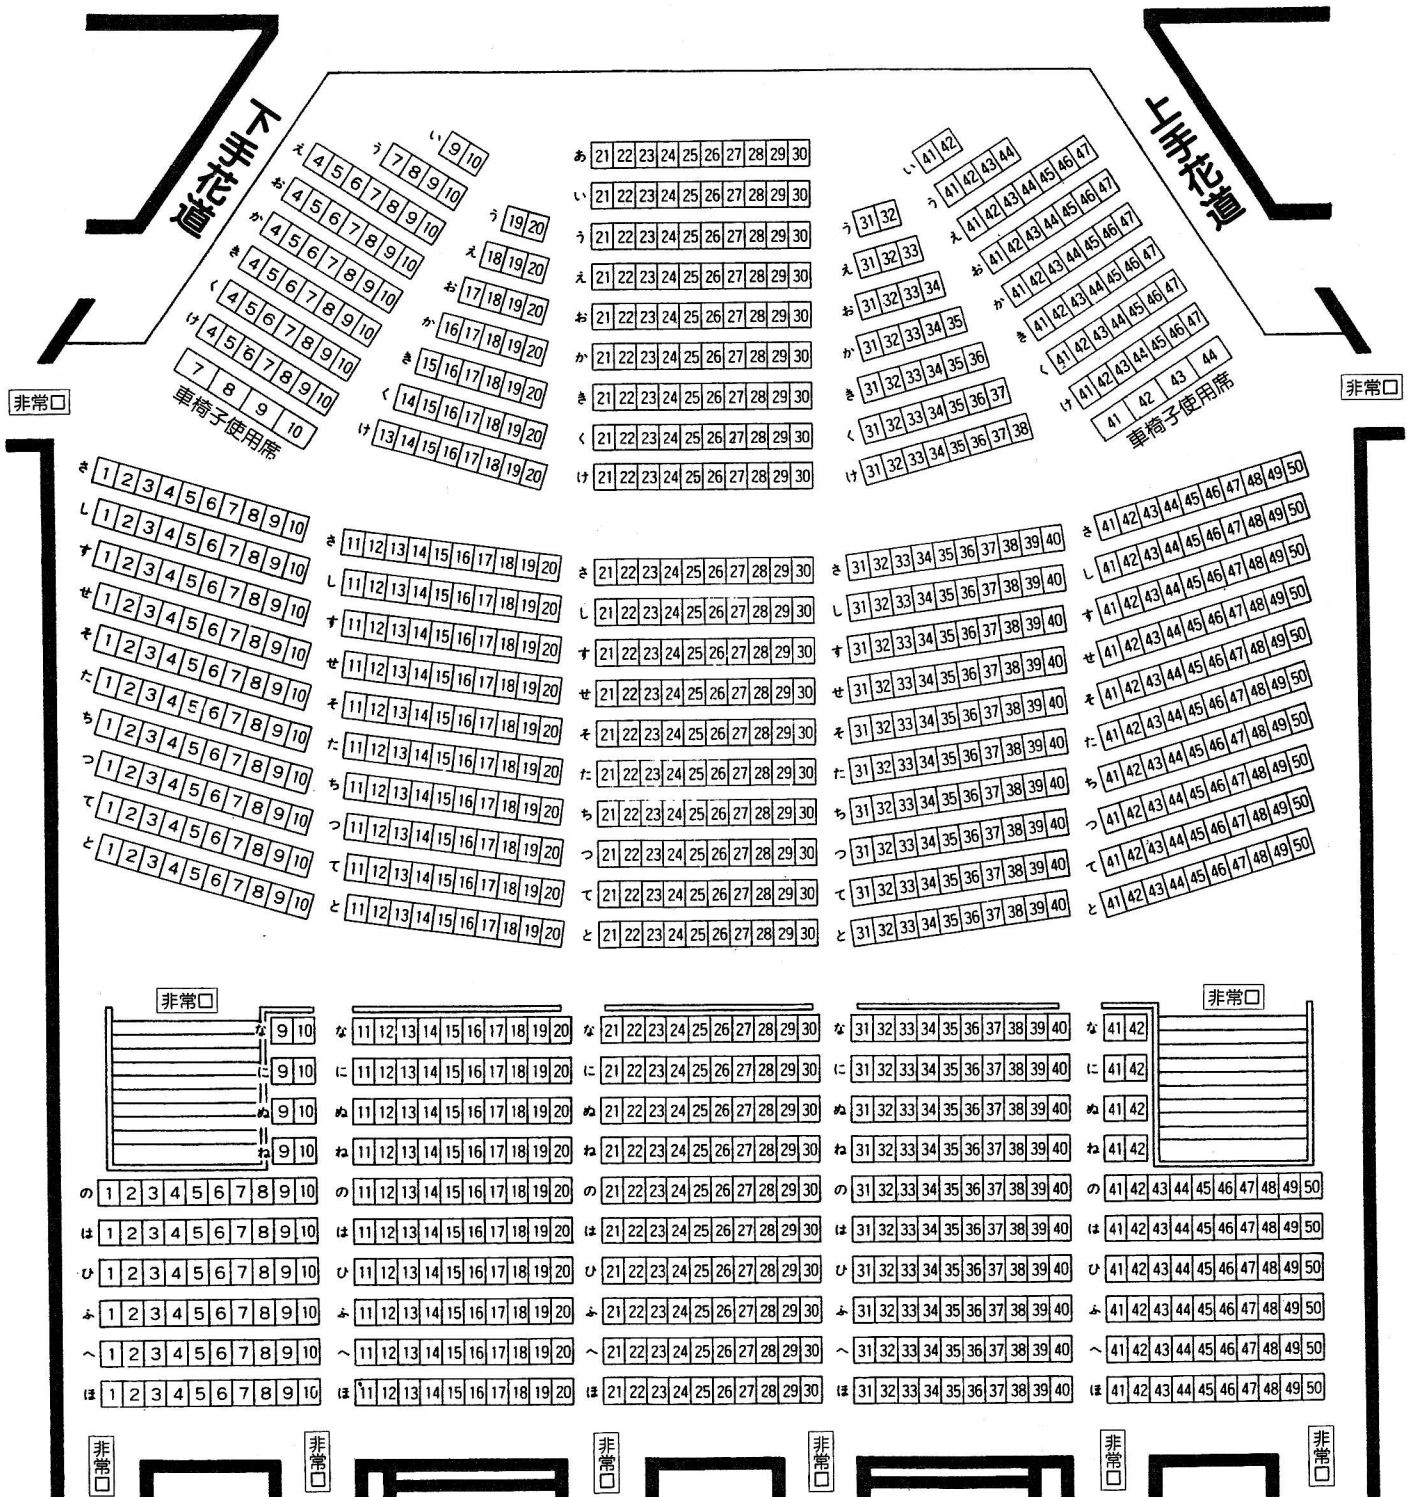 下手花道
上手花道
い 9 10
う 7 8 9 10
え 4 5 6 7 8 9 10
お 4 5 6 7 8 9 10
か 4 5 6 7 8 9 10
き 4 5 6 7 8 9 10
く 4 5 6 7 8 9 10
け 4 5 6 7 8 9 10
7 8 9 10
車椅子使用席
う 19 20
え 18 19 20
お 17 18 19 20
か 16 17 18 19 20
き 15 16 17 18 19 20
く 14 15 16 17 18 19 20
け 13 14 15 16 17 18 19 20
あ 21 22 23 24 25 26 27 28 29 30
い 21 22 23 24 25 26 27 28 29 30
う 21 22 23 24 25 26 27 28 29 30
え 21 22 23 24 25 26 27 28 29 30
お 21 22 23 24 25 26 27 28 29 30
か 21 22 23 24 25 26 27 28 29 30
き 21 22 23 24 25 26 27 28 29 30
く 21 22 23 24 25 26 27 28 29 30
け 21 22 23 24 25 26 27 28 29 30
う 31 32
え 31 32 33
お 31 32 33 34
か 31 32 33 34 35
き 31 32 33 34 35 36
く 31 32 33 34 35 36 37
け 31 32 33 34 35 36 37 38
い 41 42
う 41 42 43 44
え 41 42 43 44 45 46 47
お 41 42 43 44 45 46 47
か 41 42 43 44 45 46 47
き 41 42 43 44 45 46 47
く 41 42 43 44 45 46 47
け 41 42 43 44 45 46 47
41 42 43 44
車椅子使用席
非常口
非常口
さ 1 2 3 4 5 6 7 8 9 10
し 1 2 3 4 5 6 7 8 9 10
す 1 2 3 4 5 6 7 8 9 10
せ 1 2 3 4 5 6 7 8 9 10
そ 1 2 3 4 5 6 7 8 9 10
た 1 2 3 4 5 6 7 8 9 10
ち 1 2 3 4 5 6 7 8 9 10
つ 1 2 3 4 5 6 7 8 9 10
て 1 2 3 4 5 6 7 8 9 10
と 1 2 3 4 5 6 7 8 9 10
さ 11 12 13 14 15 16 17 18 19 20
し 11 12 13 14 15 16 17 18 19 20
す 11 12 13 14 15 16 17 18 19 20
せ 11 12 13 14 15 16 17 18 19 20
そ 11 12 13 14 15 16 17 18 19 20
た 11 12 13 14 15 16 17 18 19 20
ち 11 12 13 14 15 16 17 18 19 20
つ 11 12 13 14 15 16 17 18 19 20
て 11 12 13 14 15 16 17 18 19 20
と 11 12 13 14 15 16 17 18 19 20
さ 21 22 23 24 25 26 27 28 29 30
し 21 22 23 24 25 26 27 28 29 30
す 21 22 23 24 25 26 27 28 29 30
せ 21 22 23 24 25 26 27 28 29 30
そ 21 22 23 24 25 26 27 28 29 30
た 21 22 23 24 25 26 27 28 29 30
ち 21 22 23 24 25 26 27 28 29 30
つ 21 22 23 24 25 26 27 28 29 30
て 21 22 23 24 25 26 27 28 29 30
と 21 22 23 24 25 26 27 28 29 30
さ 31 32 33 34 35 36 37 38 39 40
し 31 32 33 34 35 36 37 38 39 40
す 31 32 33 34 35 36 37 38 39 40
せ 31 32 33 34 35 36 37 38 39 40
そ 31 32 33 34 35 36 37 38 39 40
た 31 32 33 34 35 36 37 38 39 40
ち 31 32 33 34 35 36 37 38 39 40
つ 31 32 33 34 35 36 37 38 39 40
て 31 32 33 34 35 36 37 38 39 40
と 31 32 33 34 35 36 37 38 39 40
さ 41 42 43 44 45 46 47 48 49 50
し 41 42 43 44 45 46 47 48 49 50
す 41 42 43 44 45 46 47 48 49 50
せ 41 42 43 44 45 46 47 48 49 50
そ 41 42 43 44 45 46 47 48 49 50
た 41 42 43 44 45 46 47 48 49 50
ち 41 42 43 44 45 46 47 48 49 50
つ 41 42 43 44 45 46 47 48 49 50
て 41 42 43 44 45 46 47 48 49 50
と 41 42 43 44 45 46 47 48 49 50
非常口
非常口
な 9 10 な 11 12 13 14 15 16 17 18 19 20 な 21 22 23 24 25 26 27 28 29 30 な 31 32 33 34 35 36 37 38 39 40 な 41 42
に 9 10 に 11 12 13 14 15 16 17 18 19 20 に 21 22 23 24 25 26 27 28 29 30 に 31 32 33 34 35 36 37 38 39 40 に 41 42
ぬ 9 10 ぬ 11 12 13 14 15 16 17 18 19 20 ぬ 21 22 23 24 25 26 27 28 29 30 ぬ 31 32 33 34 35 36 37 38 39 40 ぬ 41 42
ね 9 10 ね 11 12 13 14 15 16 17 18 19 20 ね 21 22 23 24 25 26 27 28 29 30 ね 31 32 33 34 35 36 37 38 39 40 ね 41 42
の 1 2 3 4 5 6 7 8 9 10 の 11 12 13 14 15 16 17 18 19 20 の 21 22 23 24 25 26 27 28 29 30 の 31 32 33 34 35 36 37 38 39 40 の 41 42 43 44 45 46 47 48 49 50
は 1 2 3 4 5 6 7 8 9 10 は 11 12 13 14 15 16 17 18 19 20 は 21 22 23 24 25 26 27 28 29 30 は 31 32 33 34 35 36 37 38 39 40 は 41 42 43 44 45 46 47 48 49 50
ひ 1 2 3 4 5 6 7 8 9 10 ひ 11 12 13 14 15 16 17 18 19 20 ひ 21 22 23 24 25 26 27 28 29 30 ひ 31 32 33 34 35 36 37 38 39 40 ひ 41 42 43 44 45 46 47 48 49 50
ふ 1 2 3 4 5 6 7 8 9 10 ふ 11 12 13 14 15 16 17 18 19 20 ふ 21 22 23 24 25 26 27 28 29 30 ふ 31 32 33 34 35 36 37 38 39 40 ふ 41 42 43 44 45 46 47 48 49 50
へ 1 2 3 4 5 6 7 8 9 10 へ 11 12 13 14 15 16 17 18 19 20 へ 21 22 23 24 25 26 27 28 29 30 へ 31 32 33 34 35 36 37 38 39 40 へ 41 42 43 44 45 46 47 48 49 50
ほ 1 2 3 4 5 6 7 8 9 10 ほ 11 12 13 14 15 16 17 18 19 20 ほ 21 22 23 24 25 26 27 28 29 30 ほ 31 32 33 34 35 36 37 38 39 40 ほ 41 42 43 44 45 46 47 48 49 50
非常口
非常口
非常口
非常口
非常口
非常口